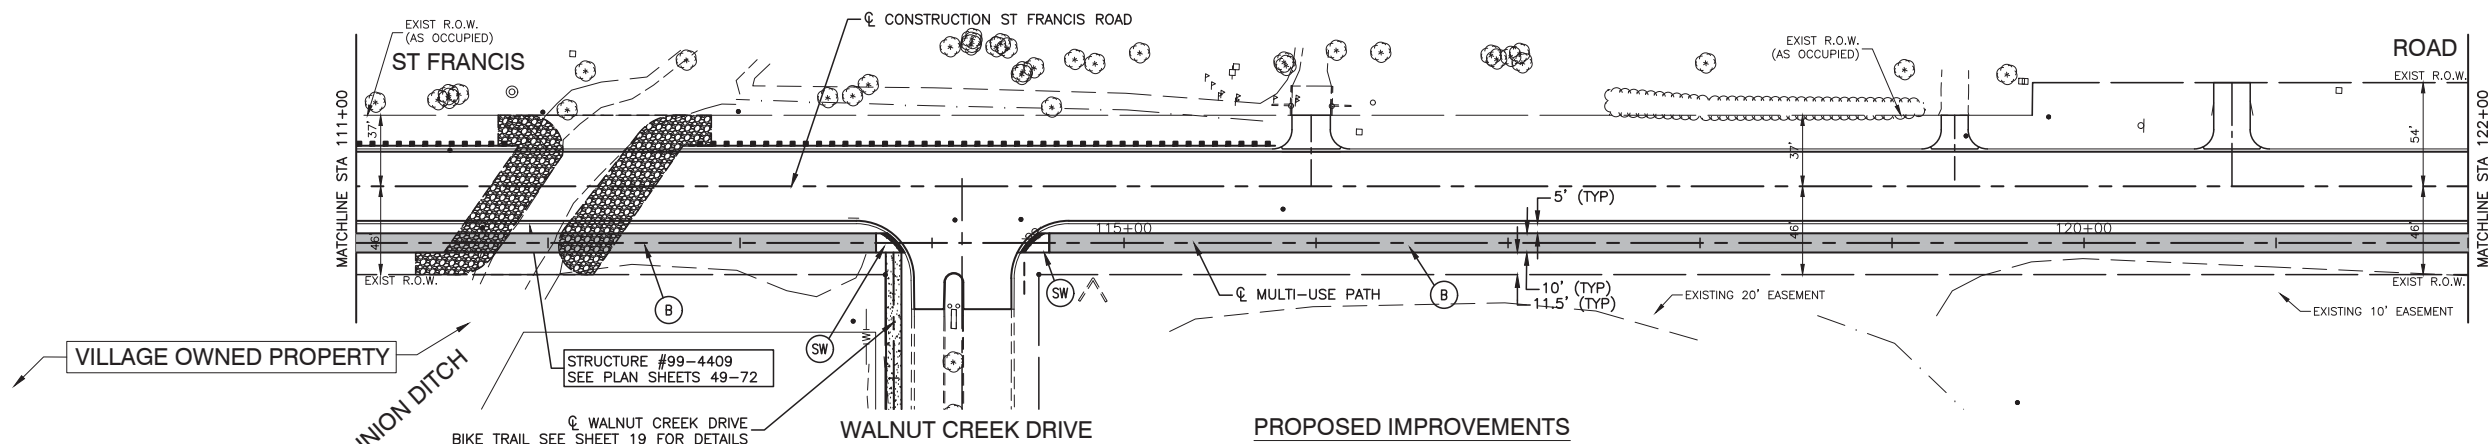 EXIST R.O.W.
(AS OCCUPIED)
ST FRANCIS
℄ CONSTRUCTION ST FRANCIS ROAD
EXIST R.O.W.
(AS OCCUPIED)
ROAD
EXIST R.O.W.
MATCHLINE STA 111+00
37'
46'
37'
46'
54'
46'
MATCHLINE STA 122+00
5' (TYP)
115+00
120+00
EXIST R.O.W.
B
SW
SW
℄ MULTI-USE PATH
B
10' (TYP)
11.5' (TYP)
EXISTING 20' EASEMENT
EXIST R.O.W.
EXISTING 10' EASEMENT
VILLAGE OWNED PROPERTY
STRUCTURE #99-4409
SEE PLAN SHEETS 49-72
W
NION DITCH
℄ WALNUT CREEK DRIVE
BIKE TRAIL SEE SHEET 19 FOR DETAILS
WALNUT CREEK DRIVE
PROPOSED IMPROVEMENTS